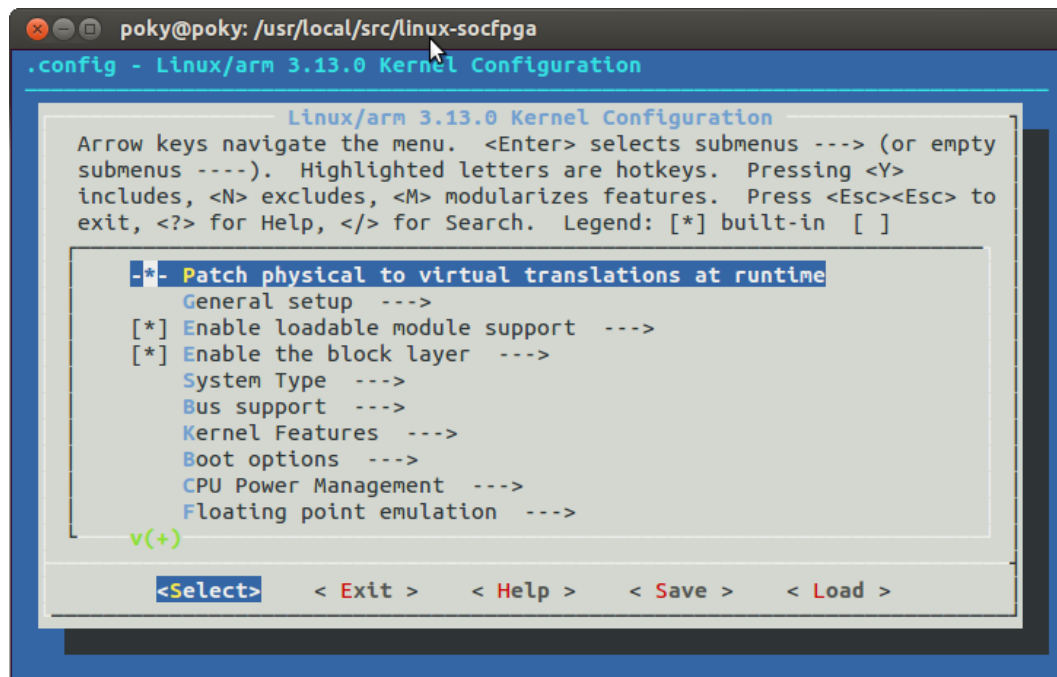 poky@poky: /usr/local/src/linux-socfpga
.config - Linux/arm 3.13.0 Kernel Configuration
Linux/arm 3.13.0 Kernel Configuration
Arrow keys navigate the menu.  <Enter> selects submenus ---> (or empty
submenus ----).  Highlighted letters are hotkeys.  Pressing <Y>
includes, <N> excludes, <M> modularizes features.  Press <Esc><Esc> to
exit, <?> for Help, </> for Search.  Legend: [*] built-in  [ ]
-*- Patch physical to virtual translations at runtime
General setup  --->
[*] Enable loadable module support  --->
[*] Enable the block layer  --->
System Type  --->
Bus support  --->
Kernel Features  --->
Boot options  --->
CPU Power Management  --->
Floating point emulation  --->
v(+)
<Select>    < Exit >    < Help >    < Save >    < Load >